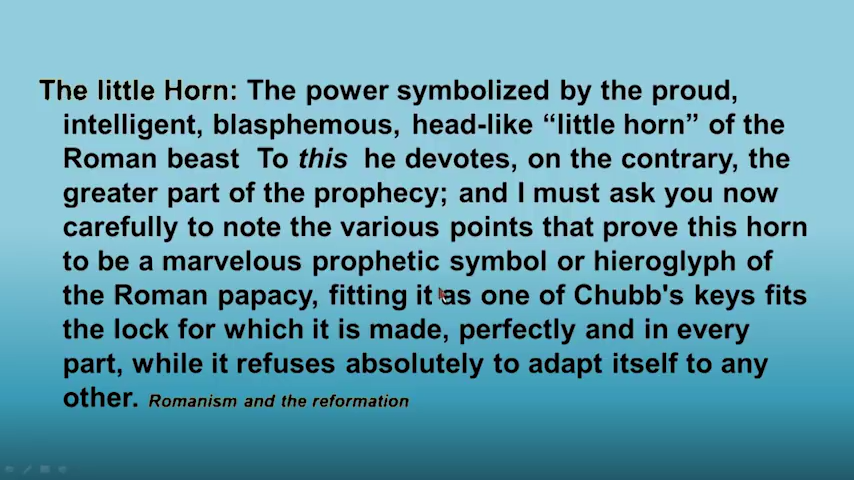 The little Horn: The power symbolized by the proud,
intelligent, blasphemous, head-like “little horn” of the
Roman beast To this he devotes, on the contrary, the
greater part of the prophecy; and I must ask you now
carefully to note the various points that prove this horn
to be a marvelous prophetic symbol or hieroglyph of
the Roman papacy, fitting it as one of Chubb's keys fits
the lock for which it is made, perfectly and in every
part, while it refuses absolutely to adapt itself to any
other. Romanism and the reformation